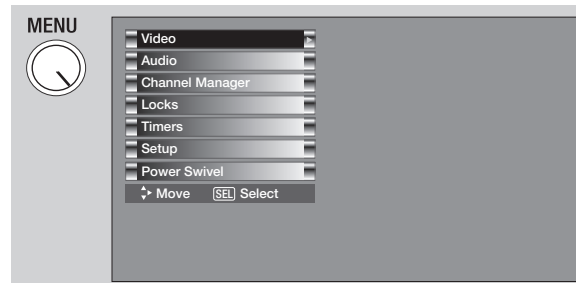 MENU
Video
Audio
Channel Manager
Locks
Timers
Setup
Power Swivel
Move SEL Select